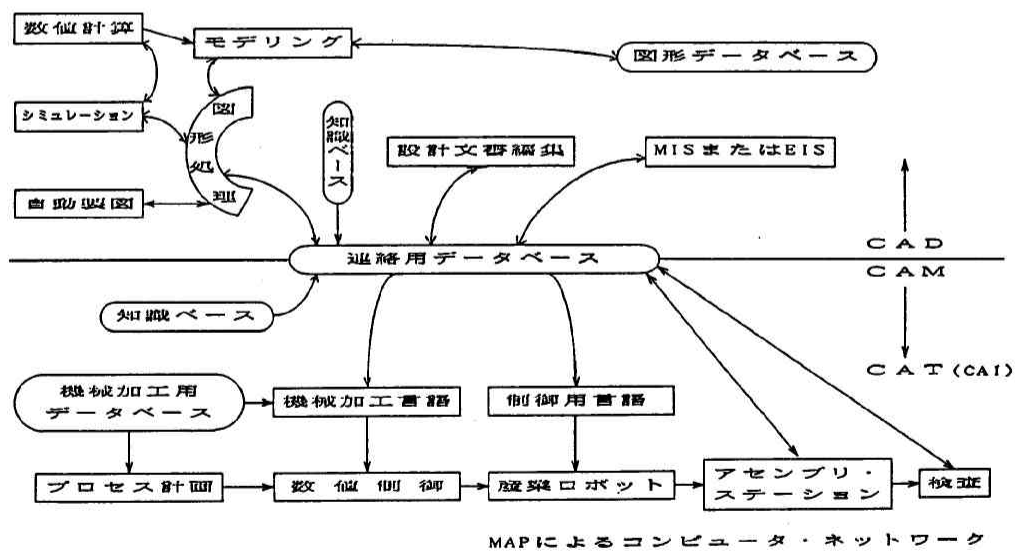 数値計算
モデリング
図形データベース
シミュレーション
図形処理
知識ベース
設計文書編集
MISまたはEIS
自動製図
CAD
連絡用データベース
CAM
知識ベース
CAT(CAI)
機械加工用
データベース
機械加工言語
制御用言語
プロセス計画
数値制御
産業ロボット
アセンブリ・
ステーション
検査
MAPによるコンピュータ・ネットワーク